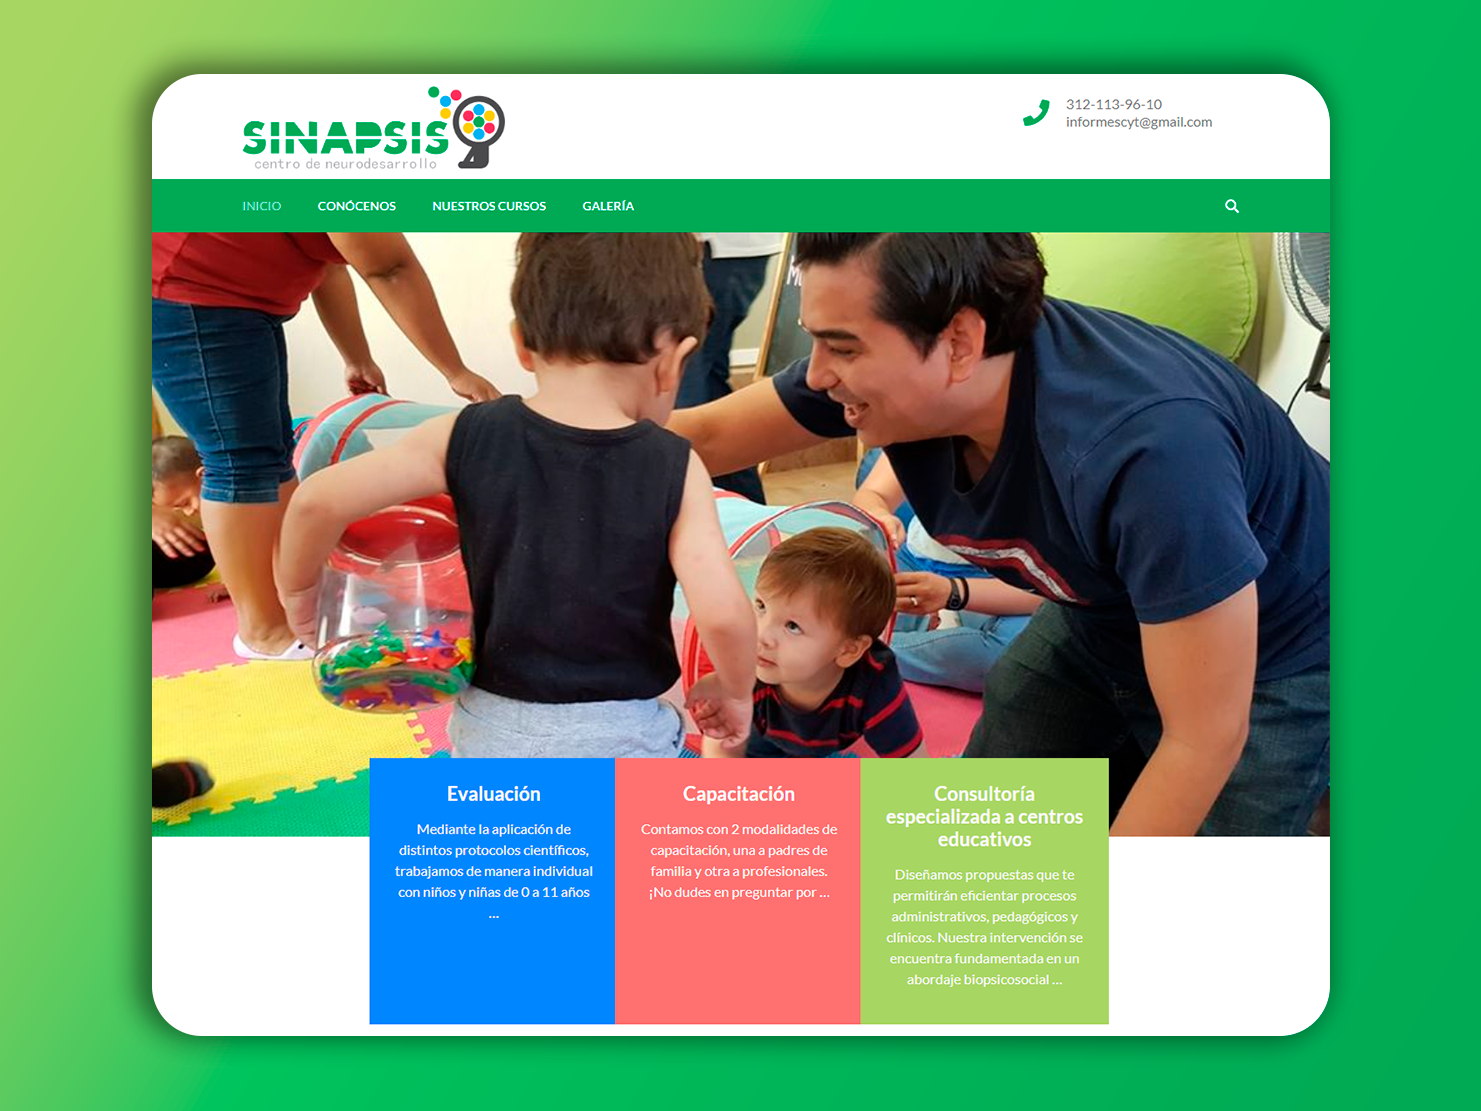 SINAPSIS
centro de neurodesarrollo
312-113-96-10
informescyt@gmail.com
INICIO
CONÓCENOS
NUESTROS CURSOS
GALERÍA
Evaluación
Mediante la aplicación de
distintos protocolos científicos,
trabajamos de manera individual
con niños y niñas de 0 a 11 años
...
Capacitación
Contamos con 2 modalidades de
capacitación, una a padres de
familia y otra a profesionales.
¡No dudes en preguntar por ...
Consultoría
especializada a centros
educativos
Diseñamos propuestas que te
permitirán eficientar procesos
administrativos, pedagógicos y
clínicos. Nuestra intervención se
encuentra fundamentada en un
abordaje biopsicosocial ...